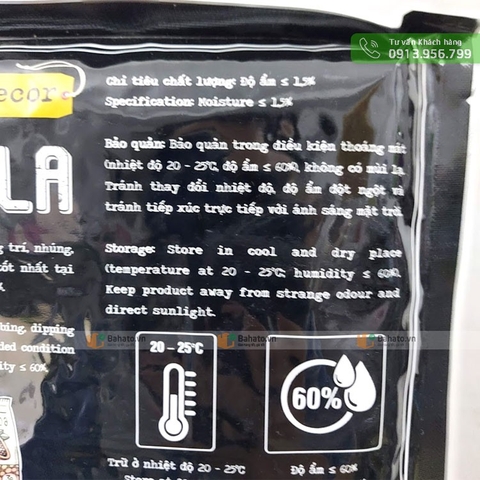 Tư vấn Khách hàng
0913.956.799
ecor
LA
Chỉ tiêu chất lượng: Độ ẩm ≤ 1,5%
Specification: Moisture ≤ 1,5%
Bảo quản: Bảo quản trong điều kiện thoáng mát
(nhiệt độ 20 - 25°C, độ ẩm ≤ 60%), không có mùi lạ.
Tránh thay đổi nhiệt độ, độ ẩm đột ngột và
tránh tiếp xúc trực tiếp với ánh sáng mặt trời.
Storage: Store in cool and dry place
(temperature at 20 - 25°C; humidity ≤ 60%).
Keep product away from strange odour and
direct sunlight.
g trí, nhúng,
tốt nhất tại
bing, dipping
ded condition
ity ≤ 60%
Bahato.vn
Bahato.vn
Bahato.vn
20 - 25°C
60%
Trữ ở nhiệt độ 20 - 25°C
Độ ẩm ≤ 60%